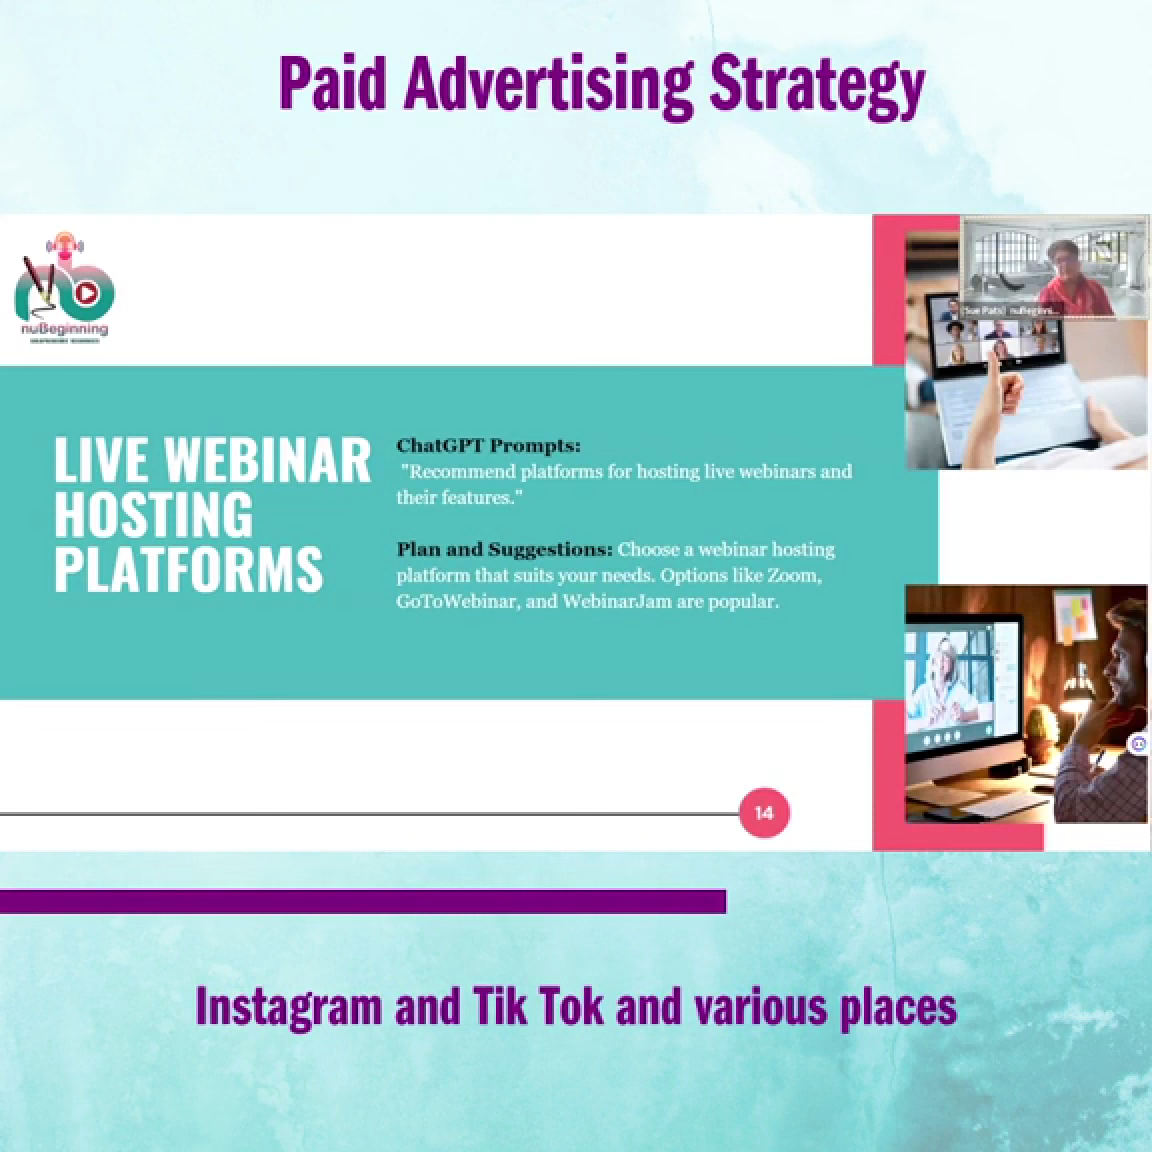 Paid Advertising Strategy
nuBeginning
LIVE WEBINAR
HOSTING
PLATFORMS
ChatGPT Prompts:
"Recommend platforms for hosting live webinars and
their features."
Plan and Suggestions: Choose a webinar hosting
platform that suits your needs. Options like Zoom,
GoToWebinar, and WebinarJam are popular.
14
Instagram and Tik Tok and various places